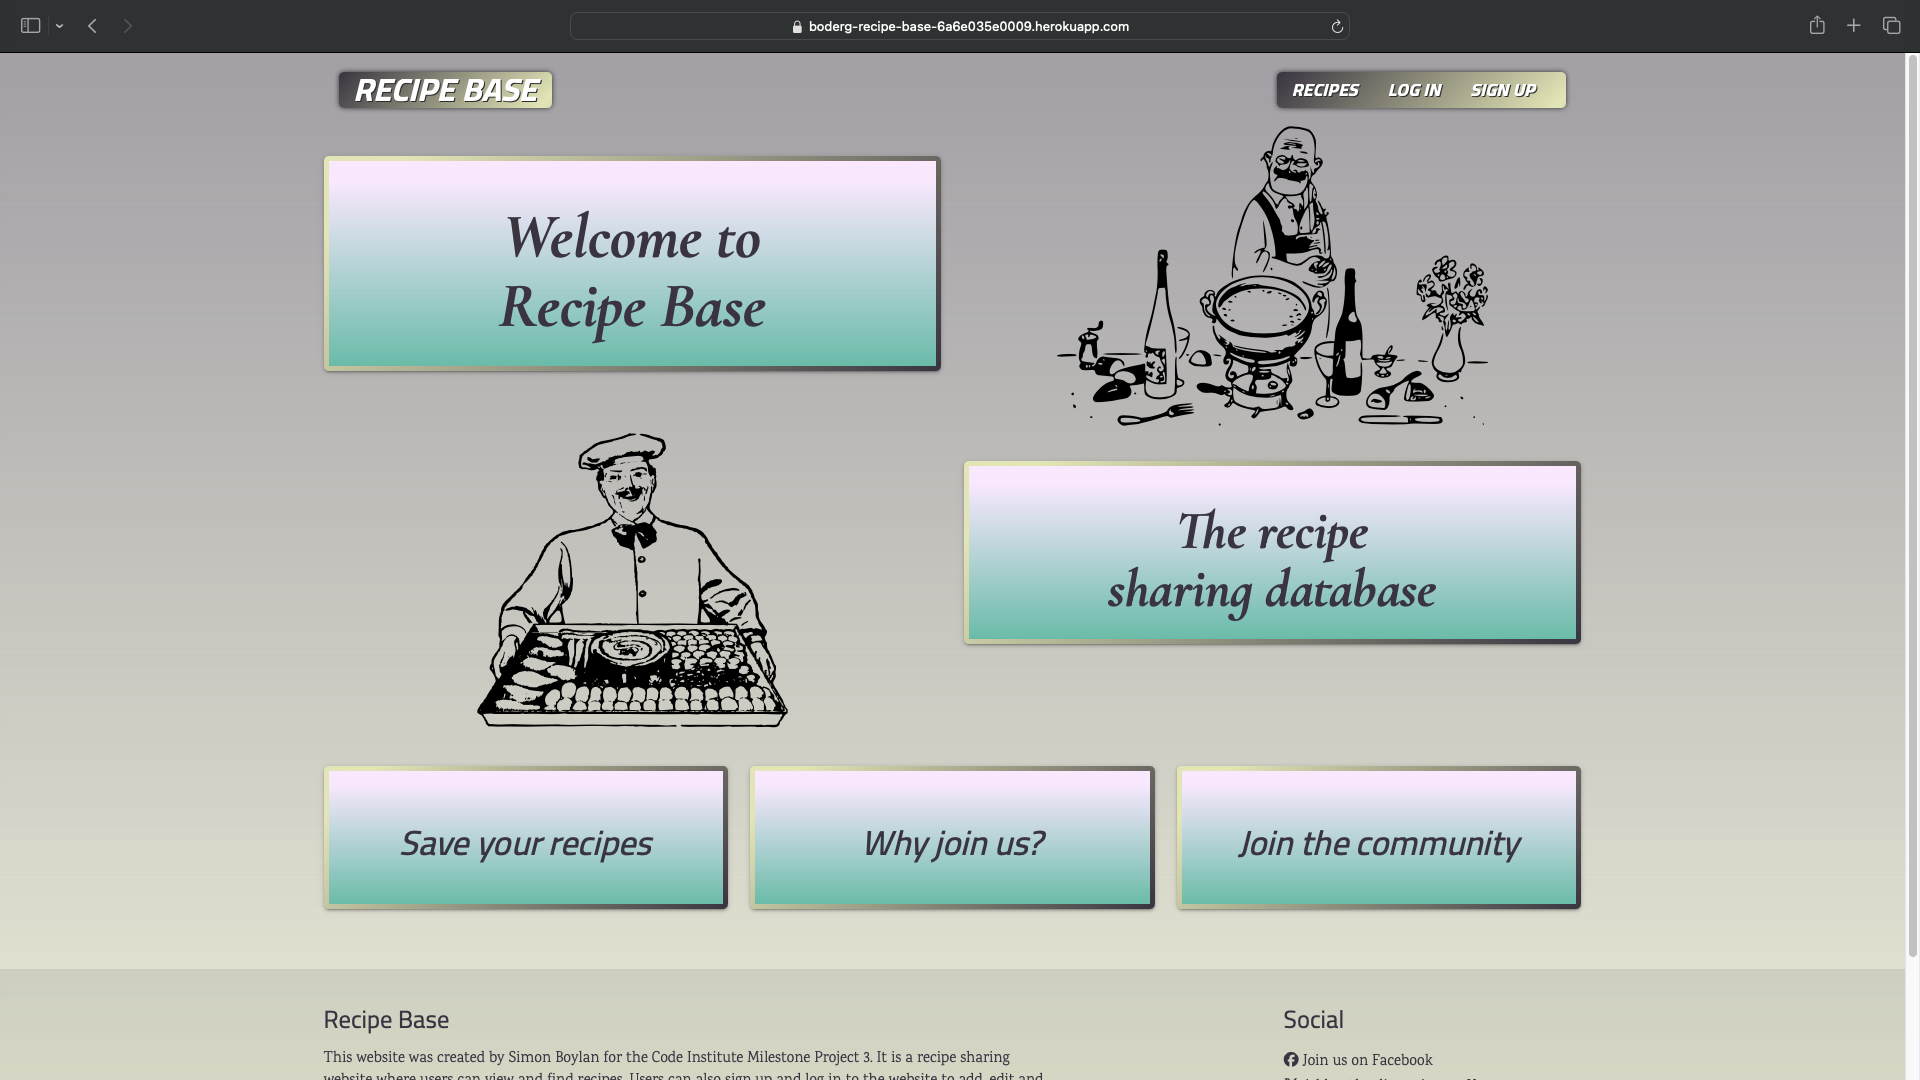 boderg-recipe-base-6a6e035e0009.herokuapp.com
RECIPE BASE
RECIPES LOG IN SIGN UP
Welcome to
Recipe Base
The recipe
sharing database
Save your recipes
Why join us?
Join the community
Recipe Base
This website was created by Simon Boylan for the Code Institute Milestone Project 3. It is a recipe sharing
website where users can view and find recipes. Users can also sign up and log in to the website to add, edit and
Social
Join us on Facebook